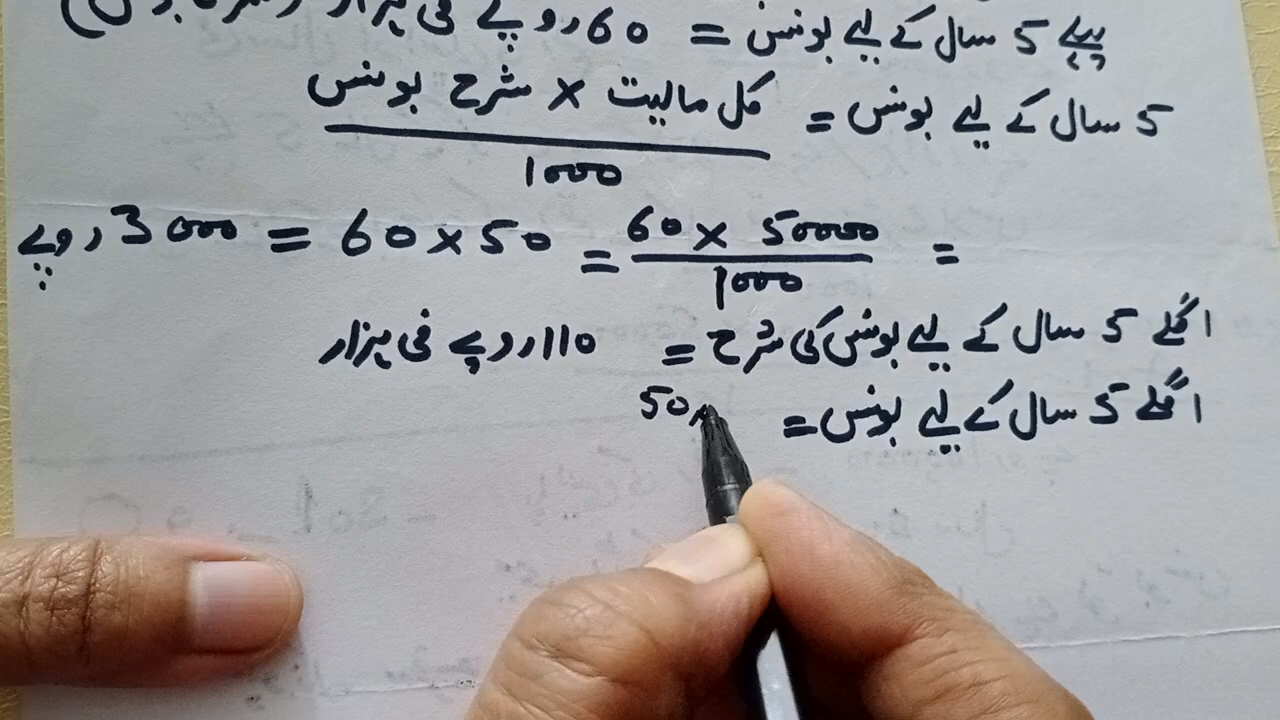 پہلے 5 سال کے لیے بونس = 60 روپے فی ہزار
5 سال کے لیے بونس = کل مالیت × شرح بونس
1000
= 60 × 50000 / 1000 = 60 × 50 = 3000 روپے
اگلے 5 سال کے لیے بونس کی شرح = 110 روپے فی ہزار
اگلے 5 سال کے لیے بونس = 50